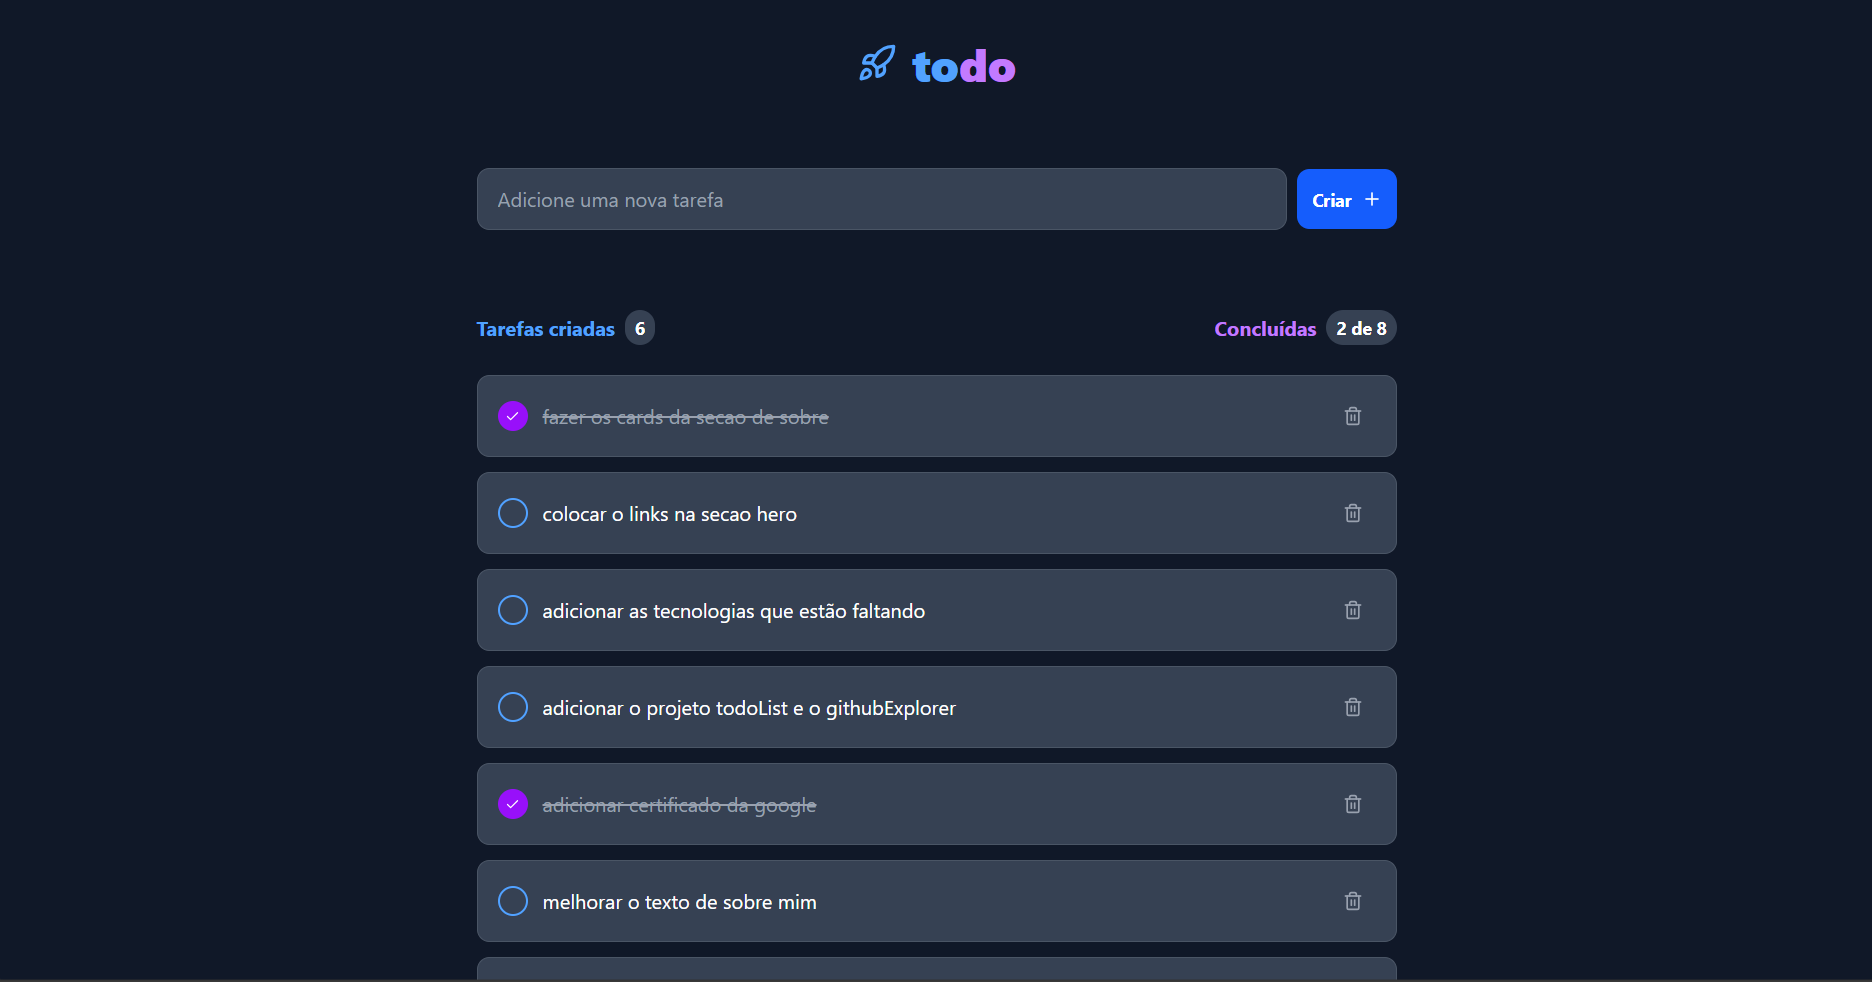 todo
Adicione uma nova tarefa
Criar +
Tarefas criadas 6
Concluídas 2 de 8
fazer os cards da secao de sobre
colocar o links na secao hero
adicionar as tecnologias que estão faltando
adicionar o projeto todoList e o githubExplorer
adicionar certificado da google
melhorar o texto de sobre mim